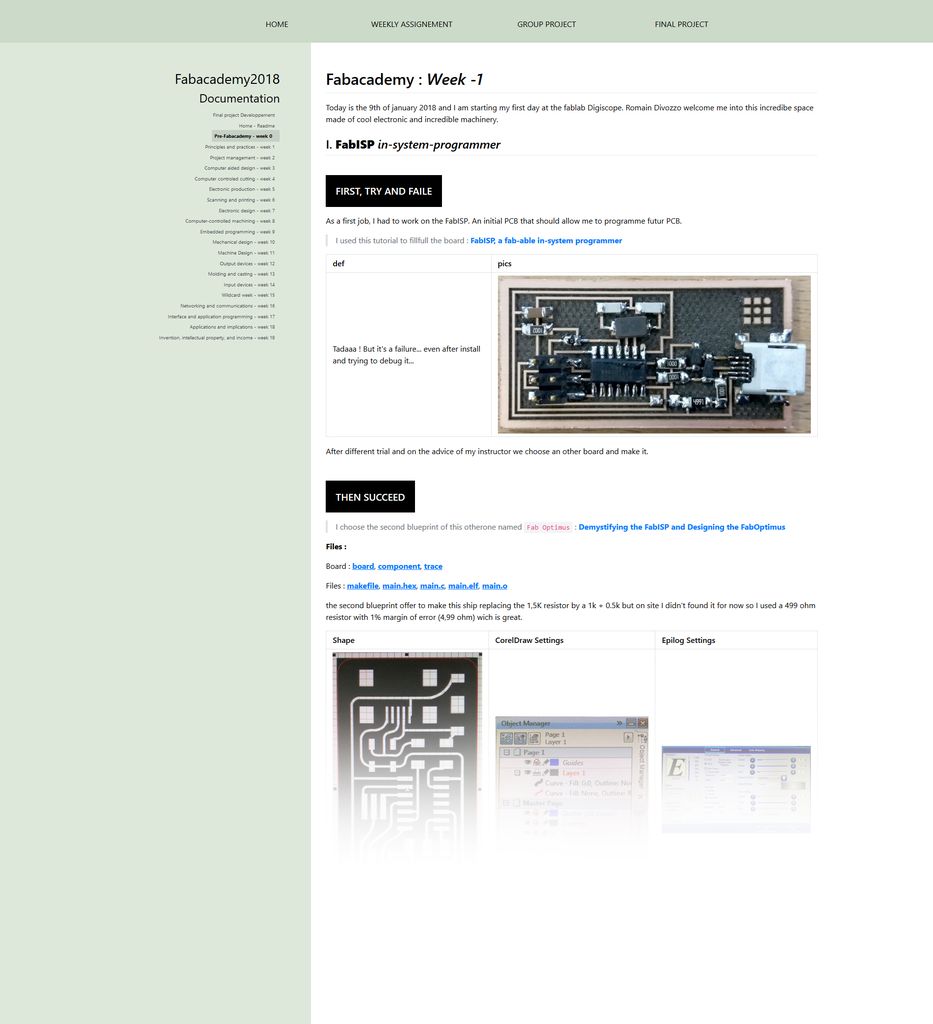 HOME WEEKLY ASSIGNEMENT GROUP PROJECT FINAL PROJECT
Fabacademy2018
Documentation
Final project Developpement
Home - Readme
Pre-Fabacademy - week 0
Principles and practices - week 1
Project management - week 2
Computer aided design - week 3
Computer controled cutting - week 4
Electronic production - week 5
Scanning and printing - week 6
Electronic design - week 7
Computer-controlled machining - week 8
Embedded programming - week 9
Mechanical design - week 10
Machine Design - week 11
Output devices - week 12
Molding and casting - week 13
Input devices - week 14
Wildcard week - week 15
Networking and communications - week 16
Interface and application programming - week 17
Applications and implications - week 18
Invention, intellectual property, and income - week 19
Fabacademy : Week -1
Today is the 9th of january 2018 and I am starting my first day at the fablab Digiscope. Romain Divozzo welcome me into this incredibe space
made of cool electronic and incredible machinery.
I. FabISP in-system-programmer
FIRST, TRY AND FAILE
As a first job, I had to work on the FabISP. An initial PCB that should allow me to programme futur PCB.
I used this tutorial to fillfull the board : FabISP, a fab-able in-system programmer
def pics
Tadaaa ! But it's a failure... even after install
and trying to debug it...
1002
1000
1001
4991
After different trial and on the advice of my instructor we choose an other board and make it.
THEN SUCCEED
I choose the second blueprint of this otherone named Fab Optimus : Demystifying the FabISP and Designing the FabOptimus
Files :
Board : board, component, trace
Files : makefile, main.hex, main.c, main.elf, main.o
the second blueprint offer to make this ship replacing the 1,5K resistor by a 1k + 0.5k but on site I didn't found it for now so I used a 499 ohm
resistor with 1% margin of error (4,99 ohm) wich is great.
Shape CorelDraw Settings Epilog Settings
Object Manager
Page 1
Layer 1
Page 1
Guides
Layer 1
Curve - Fill: 0,0, Outline: No
Curve - Fill: None, Outline: R
Master Page
Object Manager
E